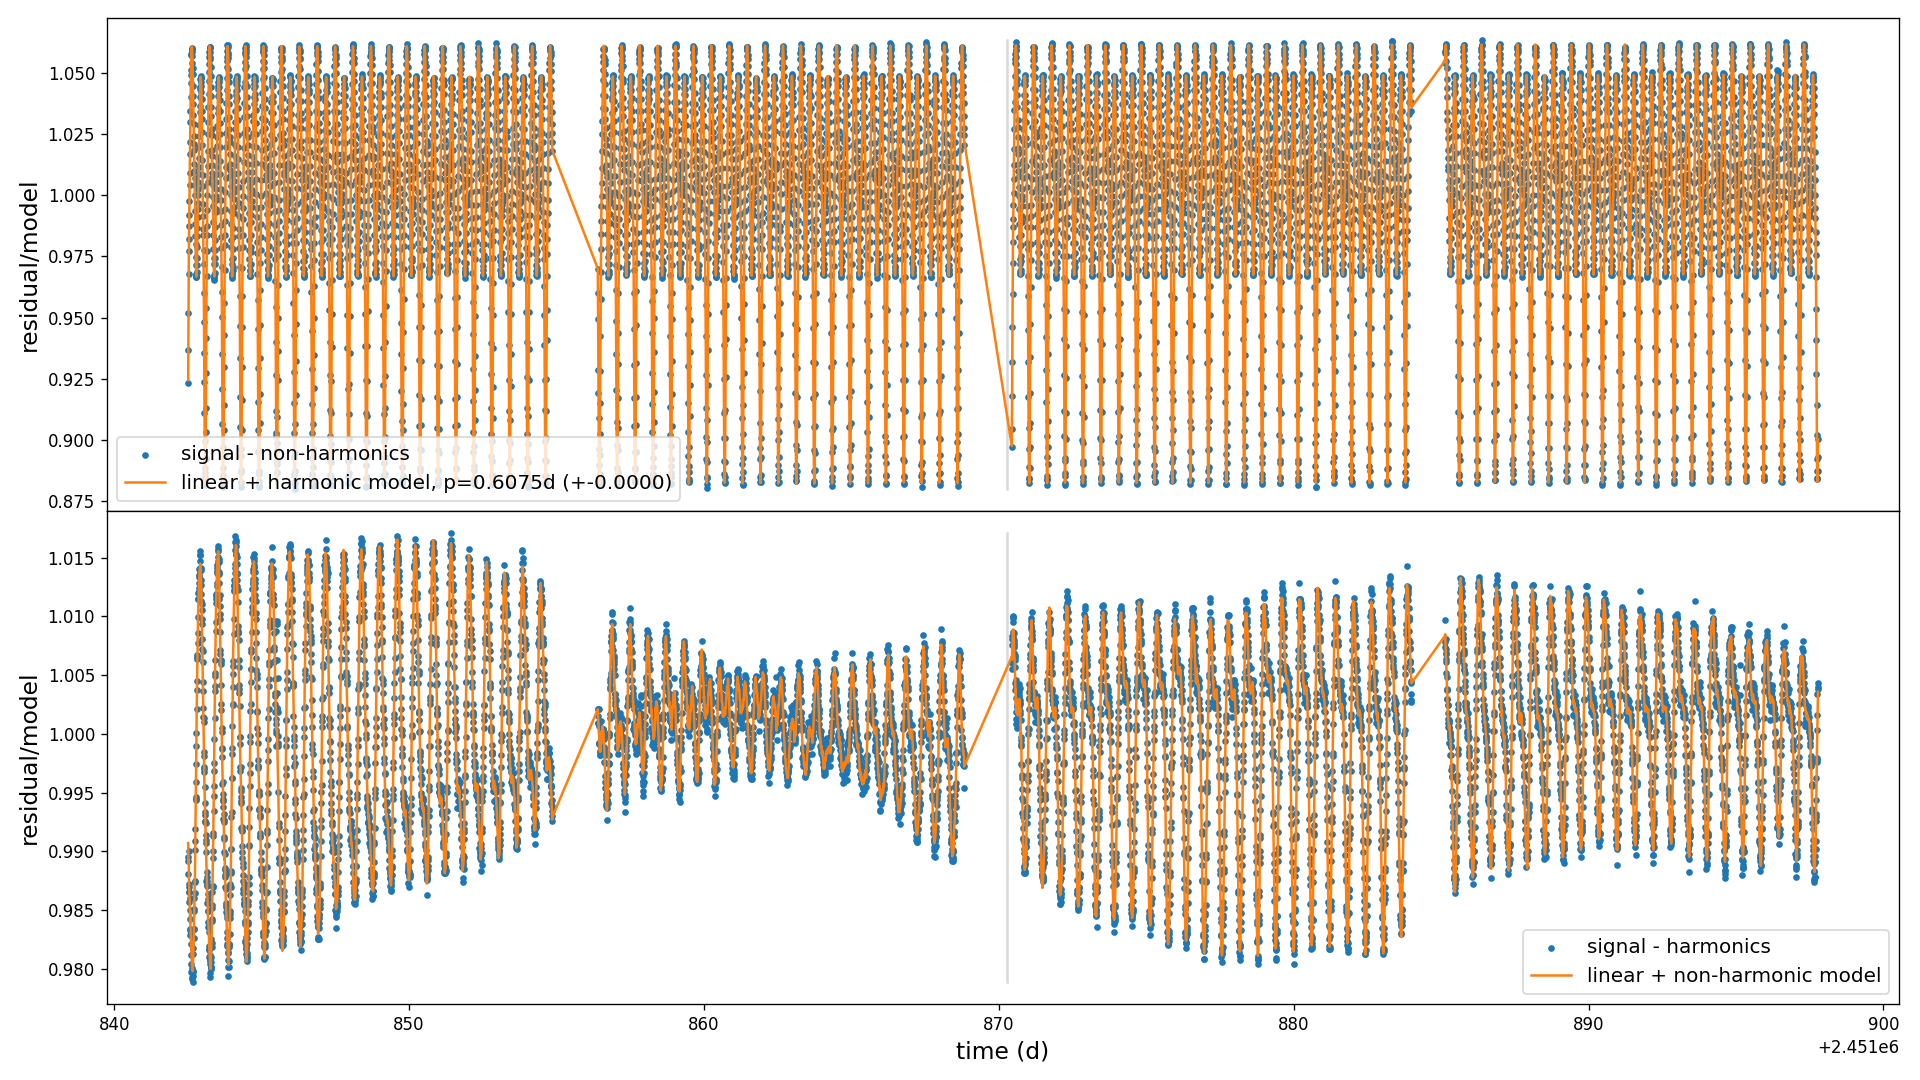 1.050
1.025
1.000
0.975
0.950
0.925
0.900
0.875
residual/model
signal - non-harmonics
linear + harmonic model, p=0.6075d (+-0.0000)
1.015
1.010
1.005
1.000
0.995
0.990
0.985
0.980
residual/model
signal - harmonics
linear + non-harmonic model
840 850 860 870 880 890 900
time (d)
+2.451e6